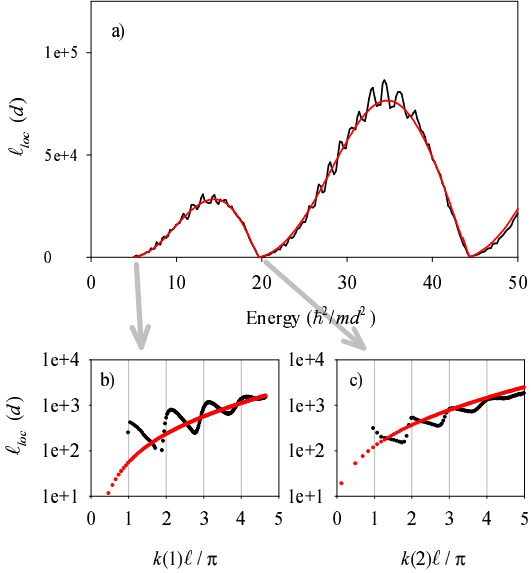 a)
1e+5
5e+4
0
ℓloc (d)
0 10 20 30 40 50
Energy (ħ²/md²)
b)
1e+4
1e+3
1e+2
1e+1
ℓloc (d)
0 1 2 3 4 5
k(1)ℓ / π
c)
1e+4
1e+3
1e+2
1e+1
0 1 2 3 4 5
k(2)ℓ / π